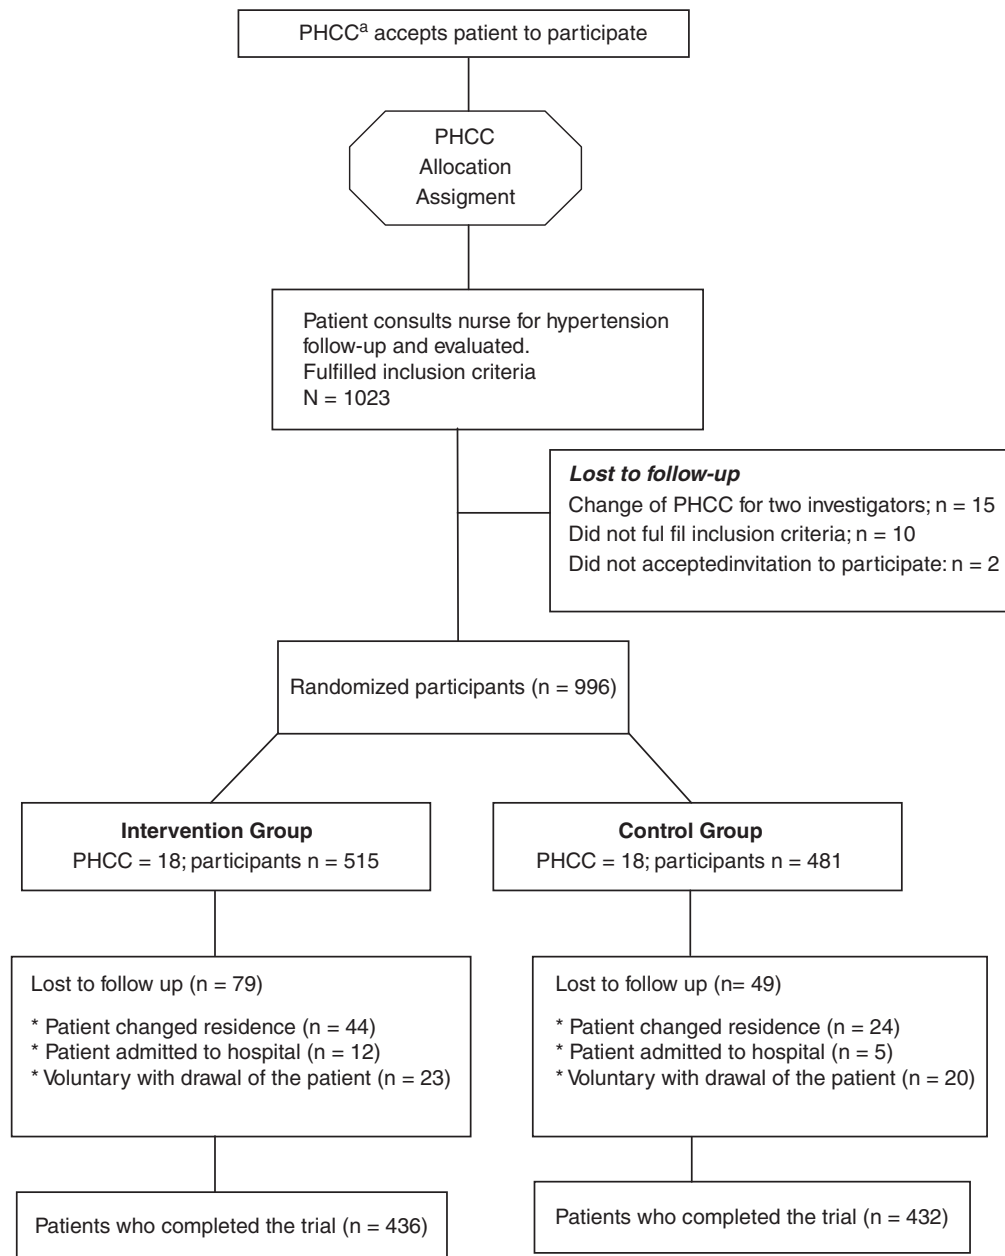 PHCCa accepts patient to participate
PHCC
Allocation
Assigment
Patient consults nurse for hypertension
follow-up and evaluated.
Fulfilled inclusion criteria
N = 1023
Lost to follow-up
Change of PHCC for two investigators; n = 15
Did not ful fil inclusion criteria; n = 10
Did not acceptedinvitation to participate: n = 2
Randomized participants (n = 996)
Intervention Group
PHCC = 18; participants n = 515
Control Group
PHCC = 18; participants n = 481
Lost to follow up (n = 79)
* Patient changed residence (n = 44)
* Patient admitted to hospital (n = 12)
* Voluntary with drawal of the patient (n = 23)
Lost to follow up (n= 49)
* Patient changed residence (n = 24)
* Patient admitted to hospital (n = 5)
* Voluntary with drawal of the patient (n = 20)
Patients who completed the trial (n = 436)
Patients who completed the trial (n = 432)